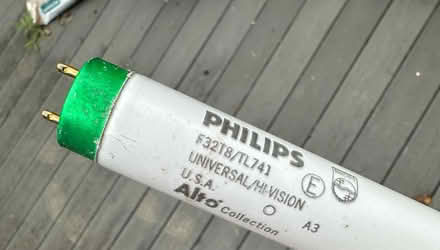 PHILIPS
F32T8/TL741
UNIVERSAL/HI-VISION E
U.S.A.
Alto Collection A3